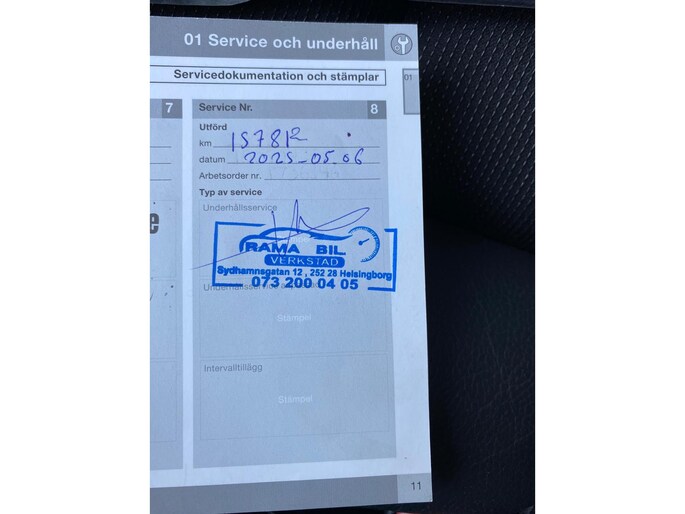 01 Service och underhåll
Servicedokumentation och stämplar
01
7
Service Nr. 8
Utförd
km 157812
datum 2025-05-06
Arbetsorder nr.
Typ av service
Underhållsservice
RAMA BIL
VERKSTAD
Sydhamnsgatan 12, 252 28 Helsingborg
073 200 04 05
Underhållsservice
Stämpel
Intervalltillägg
Stämpel
11